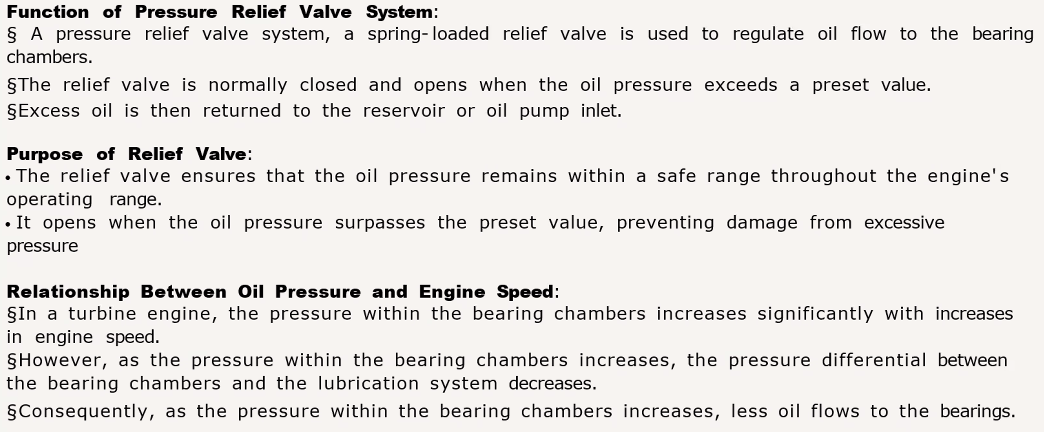 Function of Pressure Relief Valve System:
§ A pressure relief valve system, a spring-loaded relief valve is used to regulate oil flow to the bearing
chambers.
§The relief valve is normally closed and opens when the oil pressure exceeds a preset value.
§Excess oil is then returned to the reservoir or oil pump inlet.
Purpose of Relief Valve:
•The relief valve ensures that the oil pressure remains within a safe range throughout the engine's
operating range.
•It opens when the oil pressure surpasses the preset value, preventing damage from excessive
pressure
Relationship Between Oil Pressure and Engine Speed:
§In a turbine engine, the pressure within the bearing chambers increases significantly with increases
in engine speed.
§However, as the pressure within the bearing chambers increases, the pressure differential between
the bearing chambers and the lubrication system decreases.
§Consequently, as the pressure within the bearing chambers increases, less oil flows to the bearings.